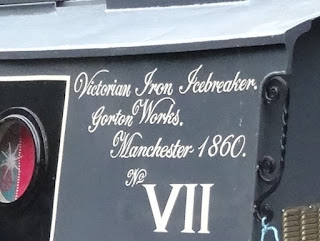 Victorian Iron Icebreaker.
Gorton Works.
Manchester 1860.
No
VII